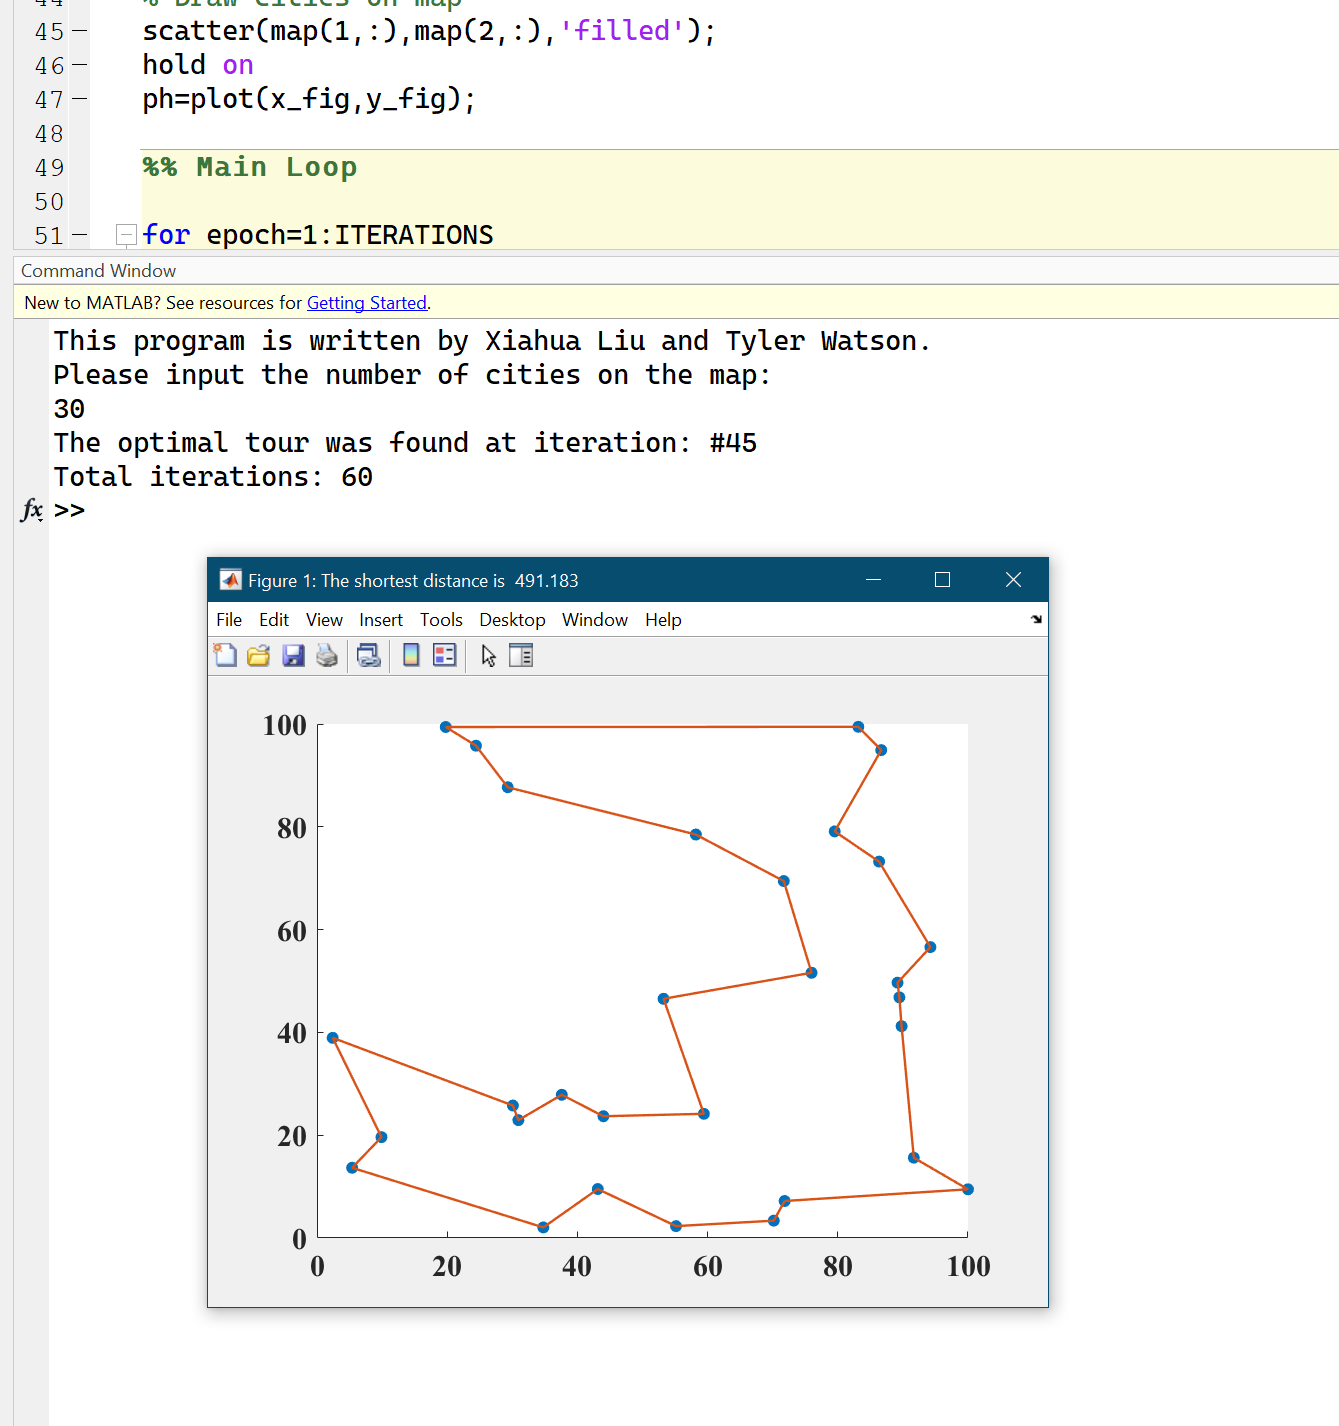 44 % Draw cities on map
45 scatter(map(1,:),map(2,:),'filled');
46 hold on
47 ph=plot(x_fig,y_fig);
48
49 %% Main Loop
50
51 for epoch=1:ITERATIONS
Command Window
New to MATLAB? See resources for Getting Started.
This program is written by Xiahua Liu and Tyler Watson.
Please input the number of cities on the map:
30
The optimal tour was found at iteration: #45
Total iterations: 60
fx >>
Figure 1: The shortest distance is 491.183
File Edit View Insert Tools Desktop Window Help
100
80
60
40
20
0
0 20 40 60 80 100